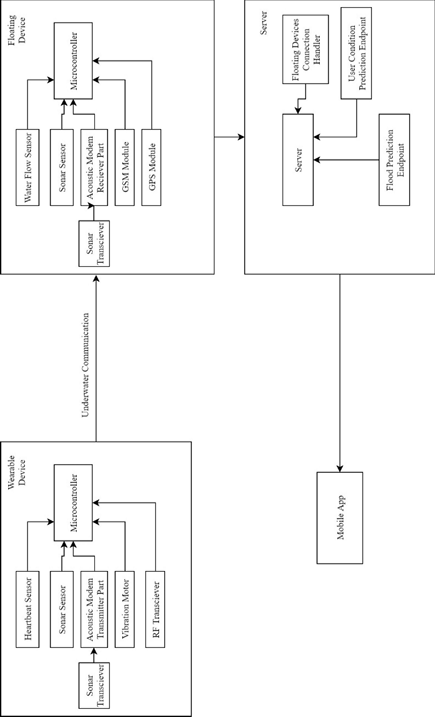 Wearable
Device
Heartbeat Sensor
Sonar Sensor
Acoustic Modem
Transmitter Part
Vibration Motor
RF Transciever
Sonar
Transciever
Microcontroller
Underwater Communication
Floating
Device
Water Flow Sensor
Sonar Sensor
Acoustic Modem
Reciever Part
GSM Module
GPS Module
Sonar
Transciever
Microcontroller
Server
Floating Devices
Connection
Handler
User Condition
Prediction Endpoint
Server
Flood Prediction
Endpoint
Mobile App